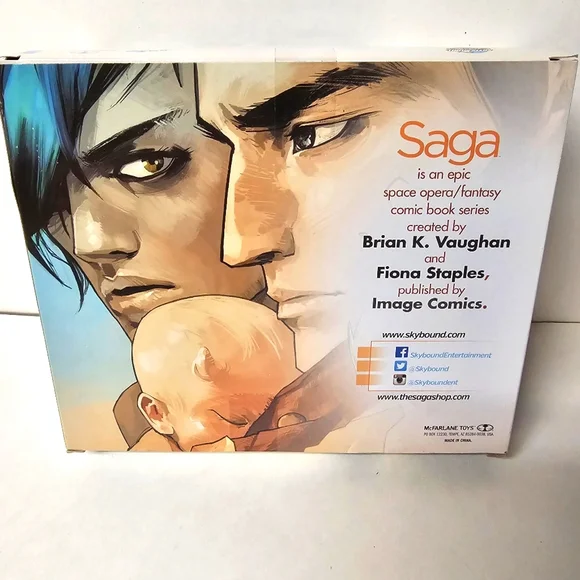 Saga
is an epic
space opera/fantasy
comic book series
created by
Brian K. Vaughan
and
Fiona Staples,
published by
Image Comics.
www.skybound.com
SkyboundEntertainment
@Skybound
@Skyboundent
www.thesagashop.com
McFARLANE TOYS
MADE IN CHINA.